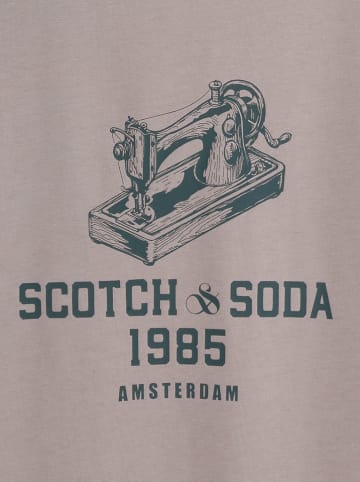 SCOTCH & SODA
1985
AMSTERDAM